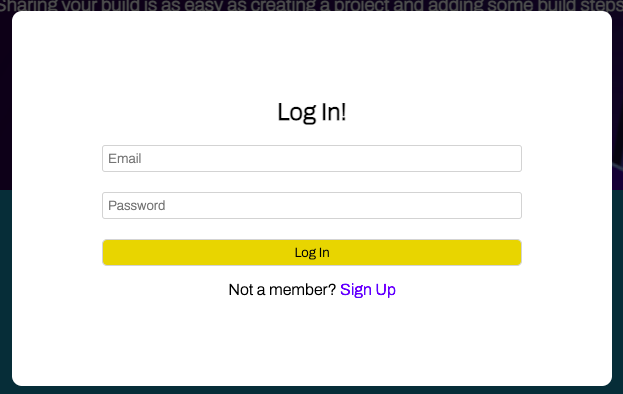 Sharing your build is as easy as creating a project and adding some build steps
Log In!
Email
Password
Log In
Not a member? Sign Up